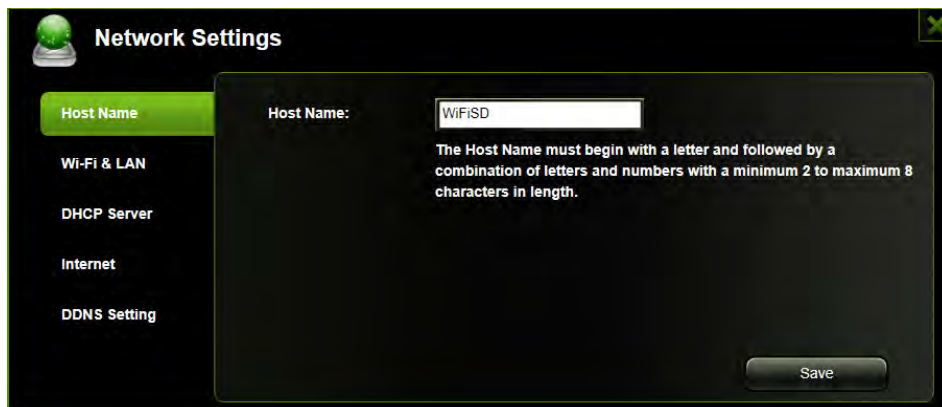 Network Settings
Host Name
Wi-Fi & LAN
DHCP Server
Internet
DDNS Setting
Host Name:
WiFiSD
The Host Name must begin with a letter and followed by a
combination of letters and numbers with a minimum 2 to maximum 8
characters in length.
Save